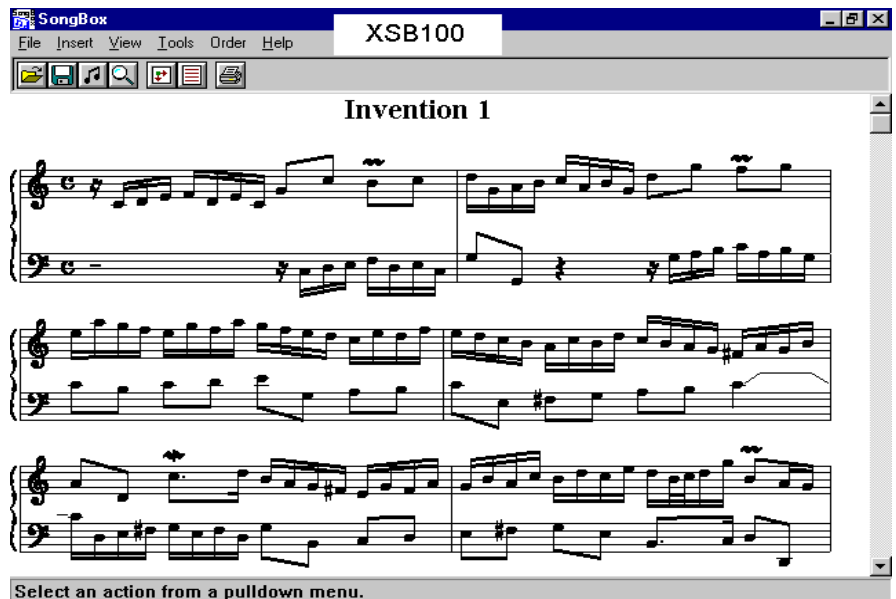 SongBox
XSB100
File Insert View Tools Order Help
Invention 1
Select an action from a pulldown menu.